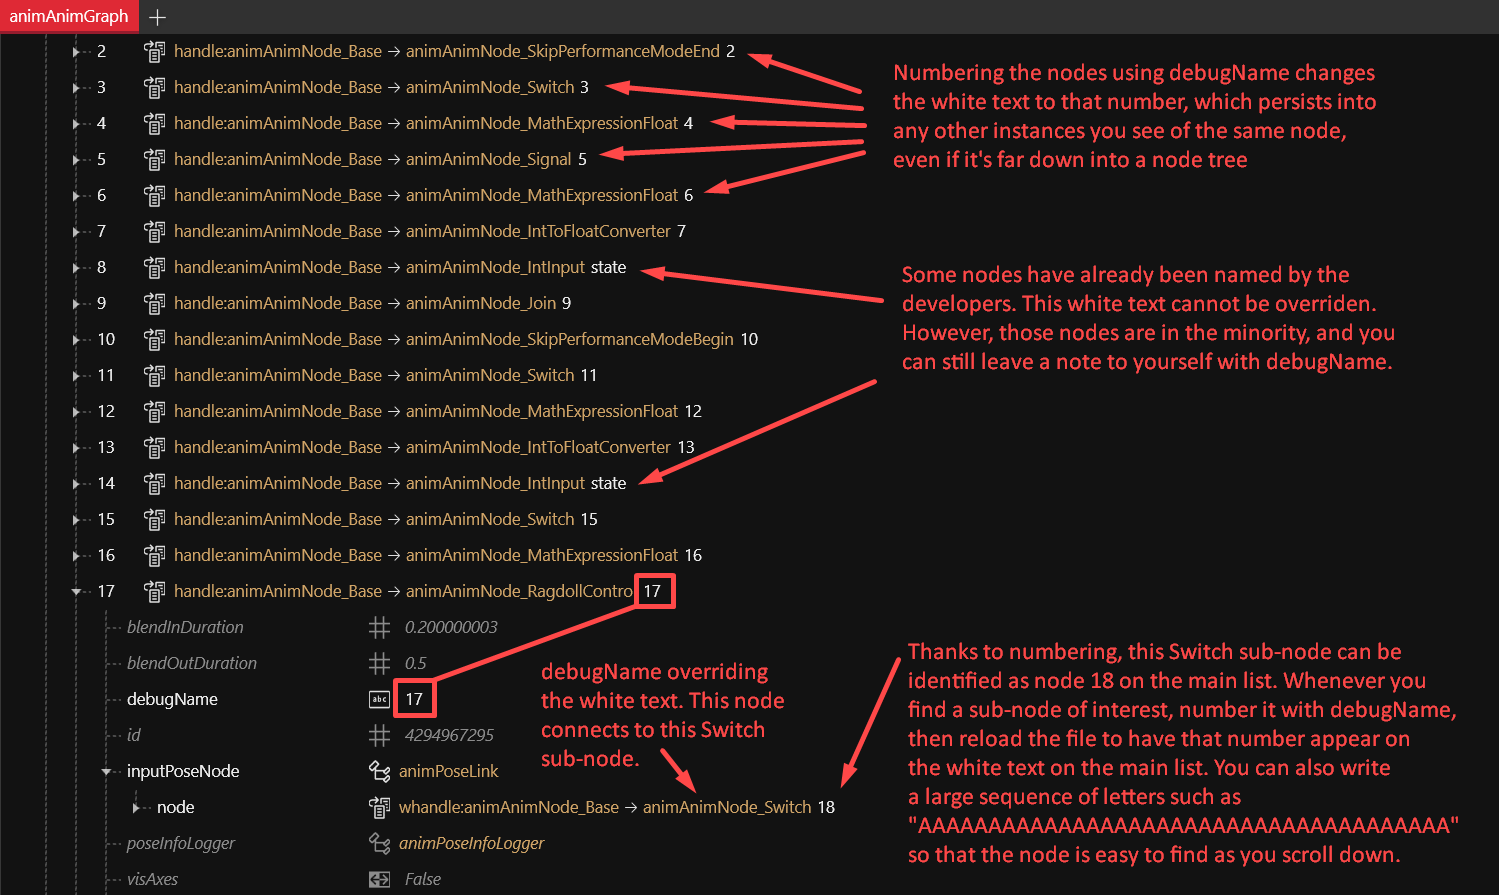 animAnimGraph +
2 handle:animAnimNode_Base → animAnimNode_SkipPerformanceModeEnd 2
3 handle:animAnimNode_Base → animAnimNode_Switch 3
4 handle:animAnimNode_Base → animAnimNode_MathExpressionFloat 4
5 handle:animAnimNode_Base → animAnimNode_Signal 5
6 handle:animAnimNode_Base → animAnimNode_MathExpressionFloat 6
7 handle:animAnimNode_Base → animAnimNode_IntToFloatConverter 7
8 handle:animAnimNode_Base → animAnimNode_IntInput state
9 handle:animAnimNode_Base → animAnimNode_Join 9
10 handle:animAnimNode_Base → animAnimNode_SkipPerformanceModeBegin 10
11 handle:animAnimNode_Base → animAnimNode_Switch 11
12 handle:animAnimNode_Base → animAnimNode_MathExpressionFloat 12
13 handle:animAnimNode_Base → animAnimNode_IntToFloatConverter 13
14 handle:animAnimNode_Base → animAnimNode_IntInput state
15 handle:animAnimNode_Base → animAnimNode_Switch 15
16 handle:animAnimNode_Base → animAnimNode_MathExpressionFloat 16
17 handle:animAnimNode_Base → animAnimNode_RagdollContro 17
blendInDuration 0.200000003
blendOutDuration 0.5
debugName abc 17
id 4294967295
inputPoseNode animPoseLink
node whandle:animAnimNode_Base → animAnimNode_Switch 18
poseInfoLogger animPoseInfoLogger
visAxes False
Numbering the nodes using debugName changes
the white text to that number, which persists into
any other instances you see of the same node,
even if it's far down into a node tree
Some nodes have already been named by the
developers. This white text cannot be overriden.
However, those nodes are in the minority, and you
can still leave a note to yourself with debugName.
debugName overriding
the white text. This node
connects to this Switch
sub-node.
Thanks to numbering, this Switch sub-node can be
identified as node 18 on the main list. Whenever you
find a sub-node of interest, number it with debugName,
then reload the file to have that number appear on
the white text on the main list. You can also write
a large sequence of letters such as
"AAAAAAAAAAAAAAAAAAAAAAAAAAAAAAAAAAAAAA"
so that the node is easy to find as you scroll down.